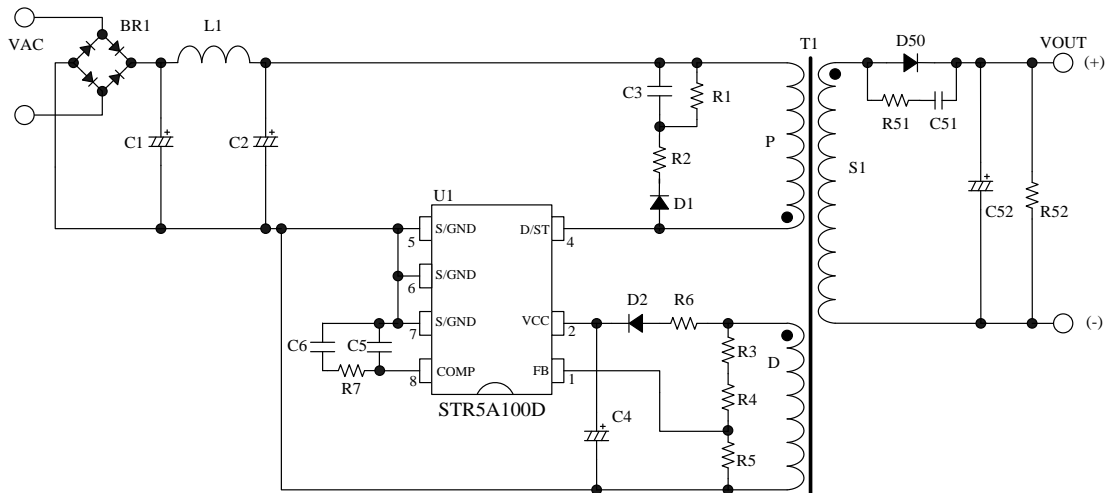 BR1
L1
T1
D50
VOUT
VAC
(+)
C3
R1
R51
C51
C1
C2
R2
P
S1
D1
C52
R52
U1
S/GND
D/ST
5
4
S/GND
6
D2
R6
S/GND
VCC
7
2
(-)
C6
C5
R3
D
COMP
FB
8
1
R7
R4
STR5A100D
C4
R5